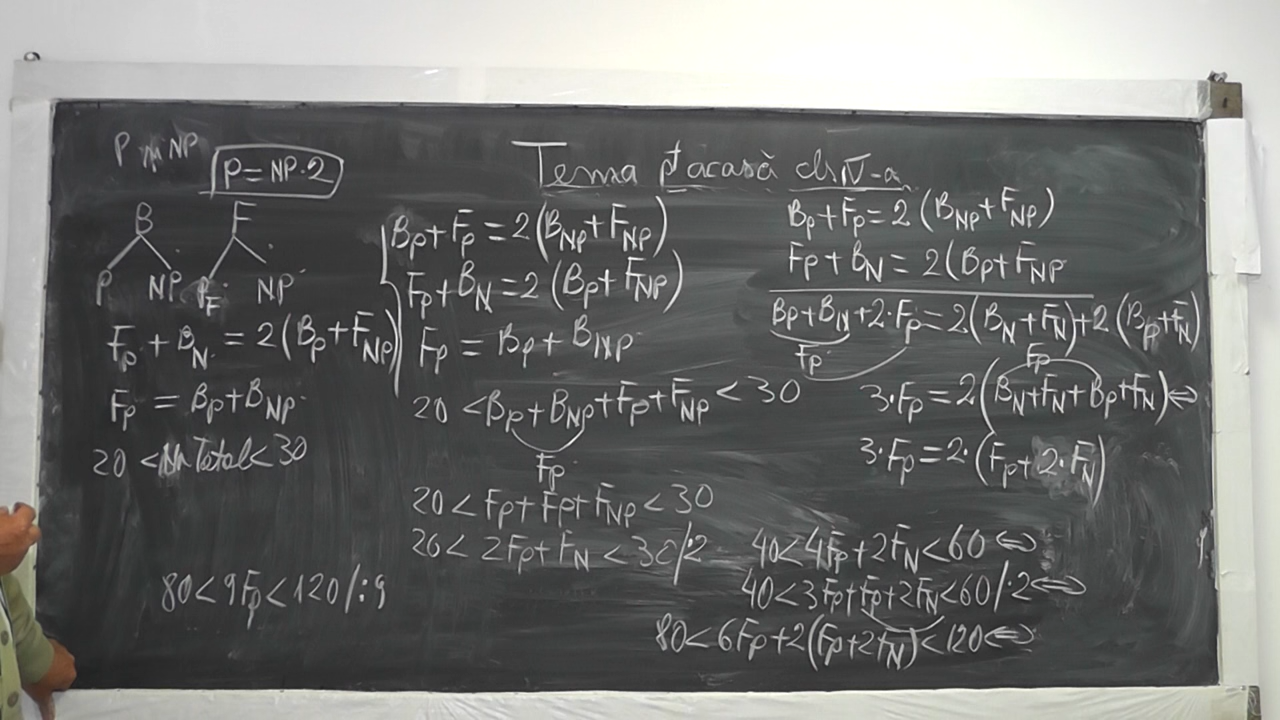 P NP
P = NP·2
Tema pt acasă cls IV-a
B F
P NP PF NP
Fp + BN = 2(Bp+FNP)
Fp = Bp+BNP
20 < Nr Total < 30
80<9Fp<120/:9
Bp+Fp=2(BNP+FNP)
Fp+BN=2(Bp+FNP)
Fp = Bp+BNP
20 <Bp+BNP+Fp+FNP < 30
Fp
20 < Fp+Fp+FNP < 30
20 < 2Fp+FN < 30/·2
Bp+Fp=2(BNP+FNP)
Fp+BN=2(Bp+FNP
Bp+BN+2·Fp=2(BN+FN)+2(Bp+FN)
Fp Fp
3·Fp=2(BN+FN+Bp+FN)⇔
3·Fp=2·(Fp+2·FN)
40<4Fp+2FN<60⇔
40<3Fp+Fp+2FN<60/·2⇔
80<6Fp+2(Fp+2FN)<120⇔